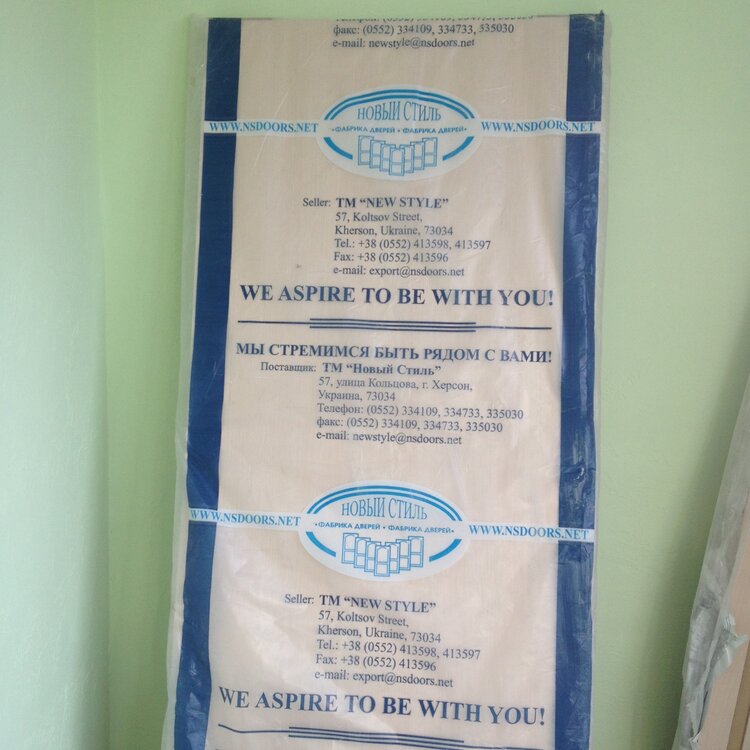 факс: (0552) 334109, 334733, 535030
e-mail: newstyle@nsdoors.net
НОВЫЙ СТИЛЬ
WWW.NSDOORS.NET •ФАБРИКА ДВЕРЕЙ • ФАБРИКА ДВЕРЕЙ• WWW.NSDOORS.NET
Seller: TM “NEW STYLE”
57, Koltsov Street,
Kherson, Ukraine, 73034
Tel.: +38 (0552) 413598, 413597
Fax: +38 (0552) 413596
e-mail: export@nsdoors.net
WE ASPIRE TO BE WITH YOU!
МЫ СТРЕМИМСЯ БЫТЬ РЯДОМ С ВАМИ!
Поставщик: ТМ “Новый Стиль”
57, улица Кольцова, г. Херсон,
Украина, 73034
Телефон: (0552) 334109, 334733, 335030
факс: (0552) 334109, 334733, 335030
e-mail: newstyle@nsdoors.net
НОВЫЙ СТИЛЬ
WWW.NSDOORS.NET •ФАБРИКА ДВЕРЕЙ • ФАБРИКА ДВЕРЕЙ• WWW.NSDOORS.NET
Seller: TM “NEW STYLE”
57, Koltsov Street,
Kherson, Ukraine, 73034
Tel.: +38 (0552) 413598, 413597
Fax: +38 (0552) 413596
e-mail: export@nsdoors.net
WE ASPIRE TO BE WITH YOU!